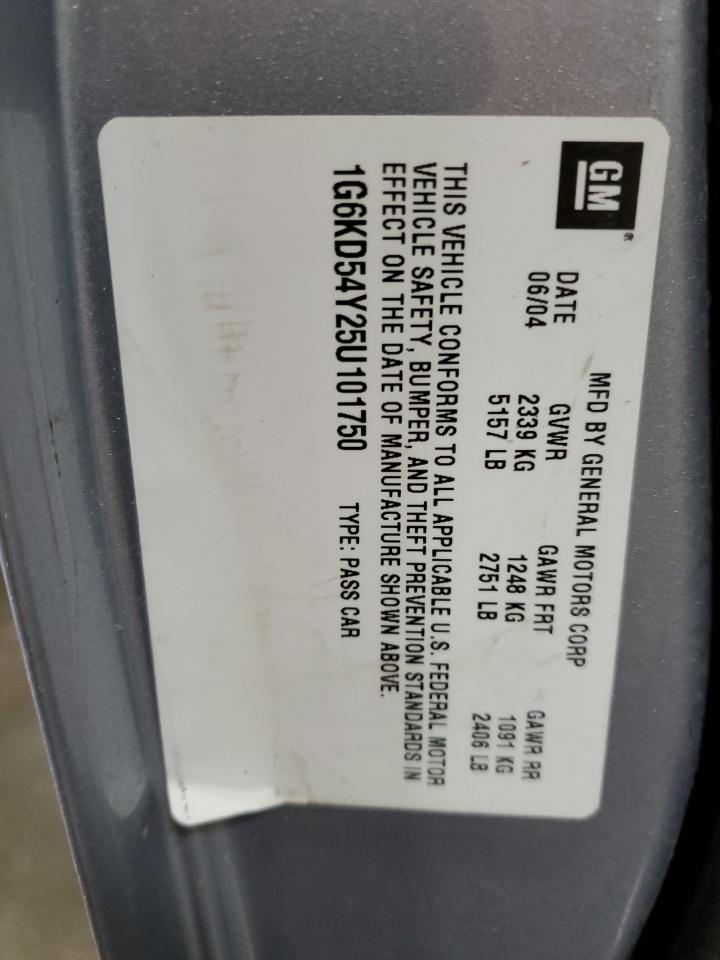 GM®
MFD BY GENERAL MOTORS CORP
DATE GVWR GAWR FRT GAWR RR
06/04 2339 KG 1248 KG 1091 KG
5157 LB 2751 LB 2406 LB
THIS VEHICLE CONFORMS TO ALL APPLICABLE U.S. FEDERAL MOTOR
VEHICLE SAFETY, BUMPER, AND THEFT PREVENTION STANDARDS IN
EFFECT ON THE DATE OF MANUFACTURE SHOWN ABOVE.
1G6KD54Y25U101750 TYPE: PASS CAR